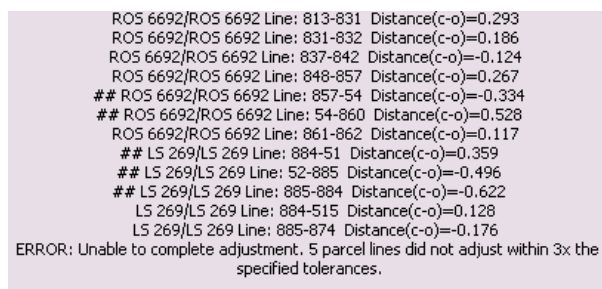 ROS 6692/ROS 6692 Line: 813-831 Distance(c-o)=0.293
ROS 6692/ROS 6692 Line: 831-832 Distance(c-o)=0.186
ROS 6692/ROS 6692 Line: 837-842 Distance(c-o)=-0.124
ROS 6692/ROS 6692 Line: 848-857 Distance(c-o)=0.267
## ROS 6692/ROS 6692 Line: 857-54 Distance(c-o)=-0.334
## ROS 6692/ROS 6692 Line: 54-860 Distance(c-o)=0.528
ROS 6692/ROS 6692 Line: 861-862 Distance(c-o)=0.117
## LS 269/LS 269 Line: 884-51 Distance(c-o)=0.359
## LS 269/LS 269 Line: 52-885 Distance(c-o)=-0.496
## LS 269/LS 269 Line: 885-884 Distance(c-o)=-0.622
LS 269/LS 269 Line: 884-515 Distance(c-o)=0.128
LS 269/LS 269 Line: 885-874 Distance(c-o)=-0.176
ERROR: Unable to complete adjustment. 5 parcel lines did not adjust within 3x the
specified tolerances.